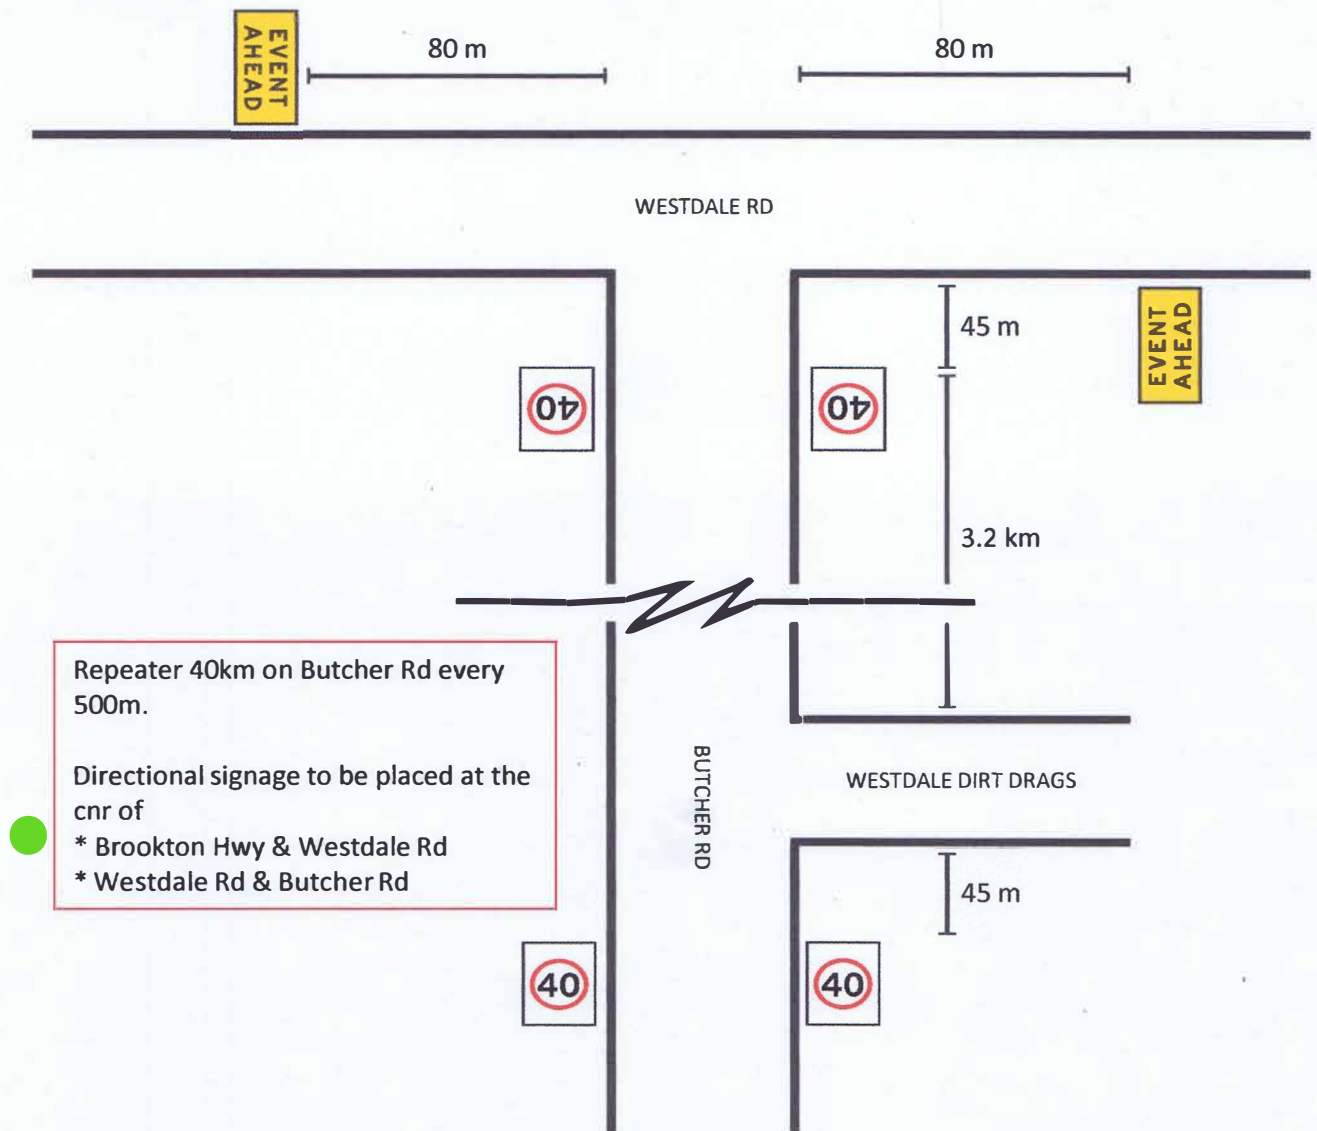 EVENT
AHEAD
80 m
80 m
WESTDALE RD
45 m
EVENT
AHEAD
40
40
3.2 km
Repeater 40km on Butcher Rd every
500m.
Directional signage to be placed at the
cnr of
* Brookton Hwy & Westdale Rd
* Westdale Rd & Butcher Rd
BUTCHER RD
WESTDALE DIRT DRAGS
45 m
40
40